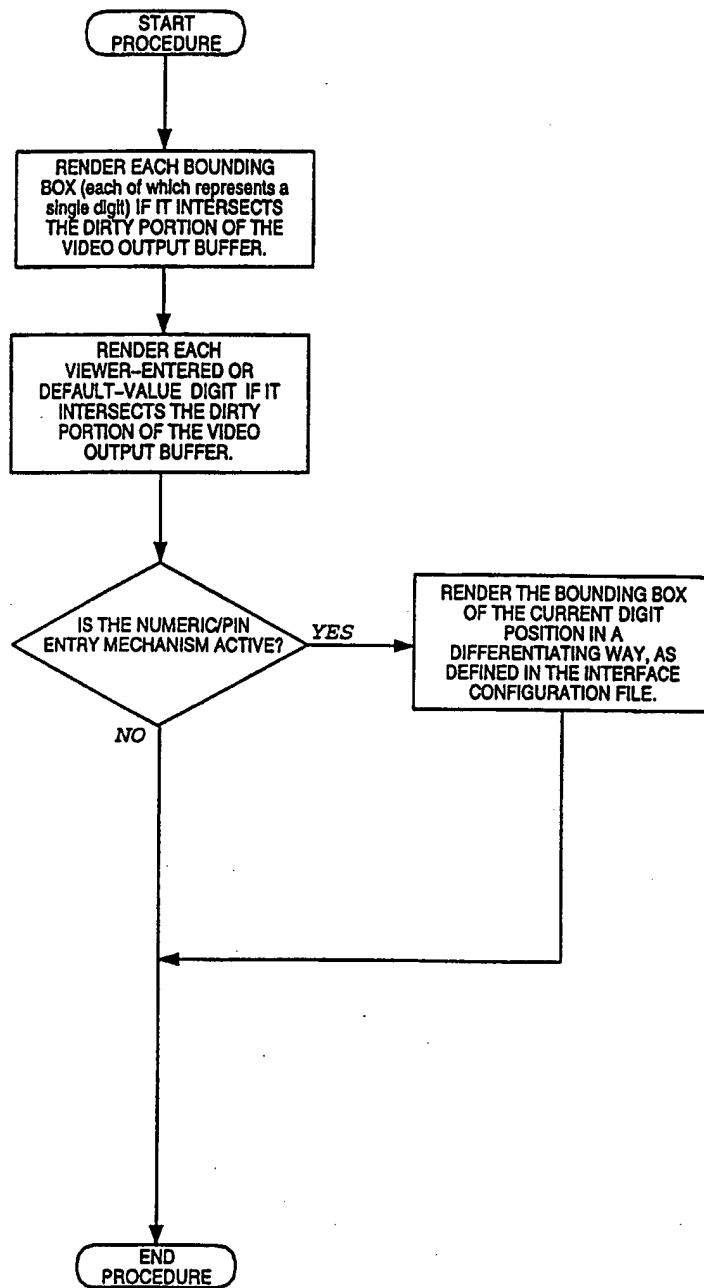 START
PROCEDURE
RENDER EACH BOUNDING
BOX (each of which represents a
single digit) IF IT INTERSECTS
THE DIRTY PORTION OF THE
VIDEO OUTPUT BUFFER.
RENDER EACH
VIEWER-ENTERED OR
DEFAULT-VALUE DIGIT IF IT
INTERSECTS THE DIRTY
PORTION OF THE VIDEO
OUTPUT BUFFER.
IS THE NUMERIC/PIN
ENTRY MECHANISM ACTIVE?
YES
RENDER THE BOUNDING BOX
OF THE CURRENT DIGIT
POSITION IN A
DIFFERENTIATING WAY, AS
DEFINED IN THE INTERFACE
CONFIGURATION FILE.
NO
END
PROCEDURE